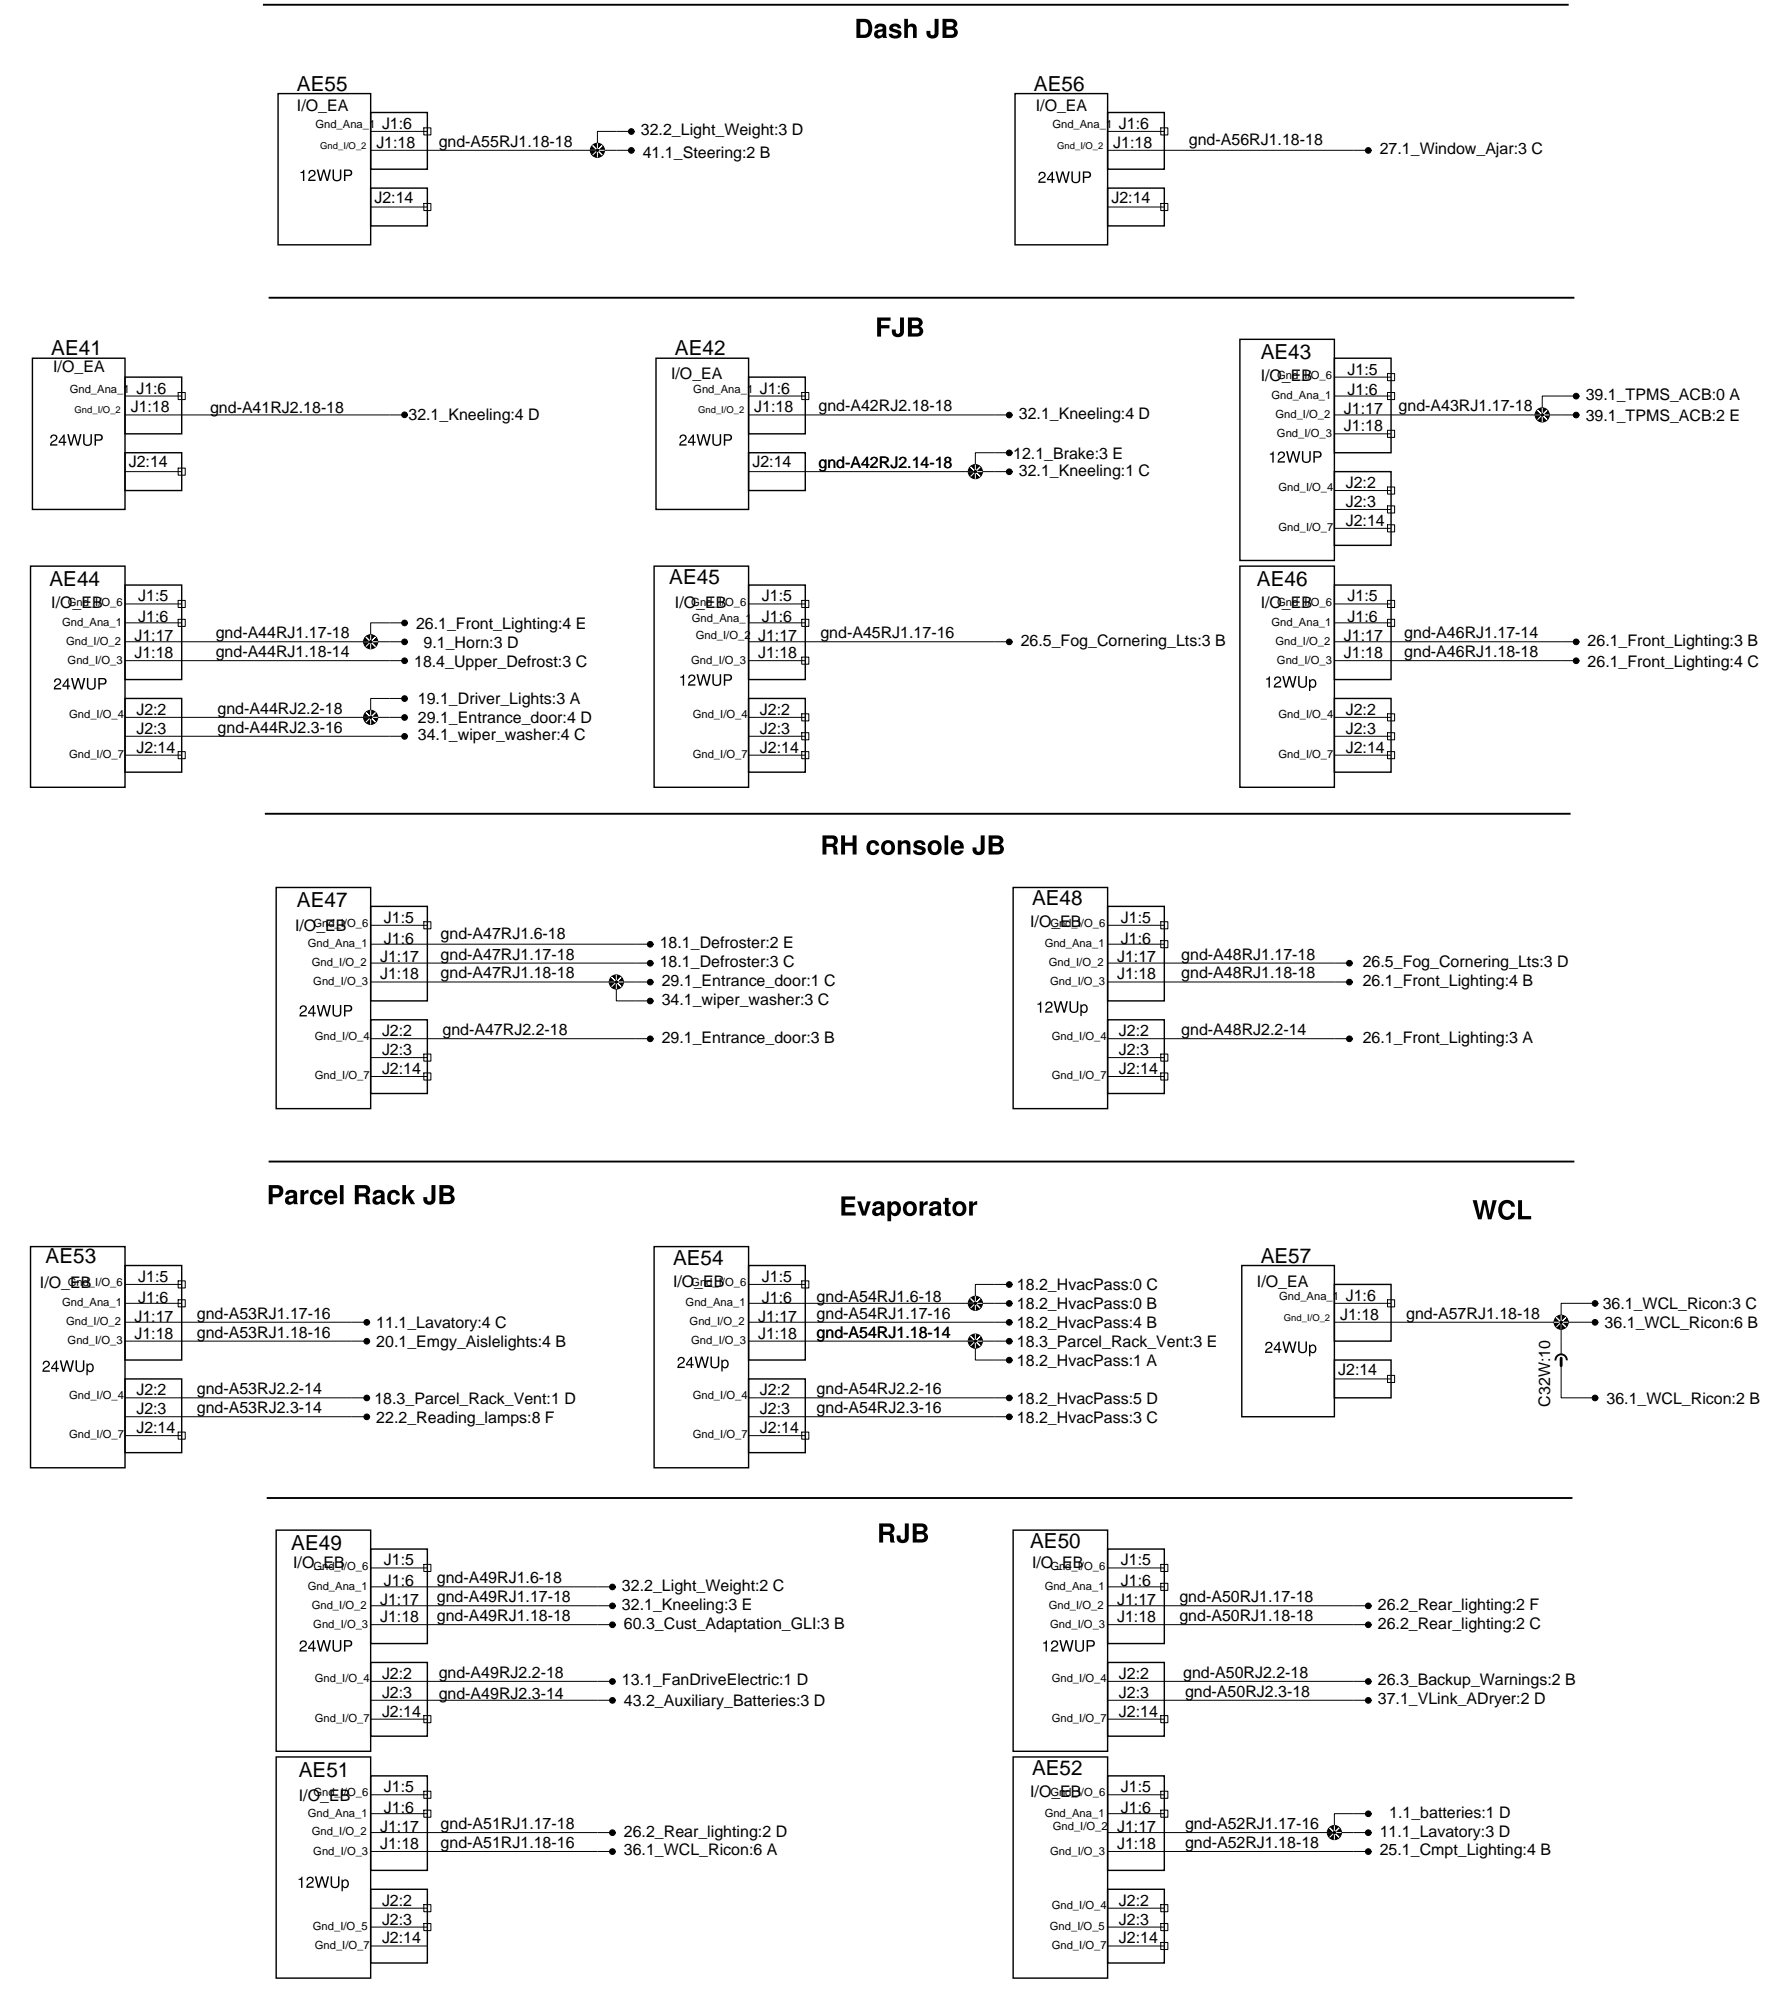 Dash JB
AE55
I/O_EA
Gnd_Ana_1 J1:6
Gnd_I/O_2 J1:18 gnd-A55RJ1.18-18
32.2_Light_Weight:3 D
41.1_Steering:2 B
12WUP
J2:14
AE56
I/O_EA
Gnd_Ana_1 J1:6
Gnd_I/O_2 J1:18 gnd-A56RJ1.18-18
27.1_Window_Ajar:3 C
24WUP
J2:14
FJB
AE41
I/O_EA
Gnd_Ana_1 J1:6
Gnd_I/O_2 J1:18 gnd-A41RJ2.18-18
32.1_Kneeling:4 D
24WUP
J2:14
AE42
I/O_EA
Gnd_Ana_1 J1:6
Gnd_I/O_2 J1:18 gnd-A42RJ2.18-18
32.1_Kneeling:4 D
24WUP
J2:14 gnd-A42RJ2.14-18
12.1_Brake:3 E
32.1_Kneeling:1 C
AE43
I/O_EB
Gnd_I/O_6 J1:5
Gnd_Ana_1 J1:6
Gnd_I/O_2 J1:17 gnd-A43RJ1.17-18
39.1_TPMS_ACB:0 A
39.1_TPMS_ACB:2 E
Gnd_I/O_3 J1:18
12WUP
Gnd_I/O_4 J2:2
J2:3
Gnd_I/O_7 J2:14
AE44
I/O_EB
Gnd_I/O_6 J1:5
Gnd_Ana_1 J1:6
Gnd_I/O_2 J1:17 gnd-A44RJ1.17-18
26.1_Front_Lighting:4 E
9.1_Horn:3 D
Gnd_I/O_3 J1:18 gnd-A44RJ1.18-14
18.4_Upper_Defrost:3 C
24WUP
Gnd_I/O_4 J2:2 gnd-A44RJ2.2-18
19.1_Driver_Lights:3 A
29.1_Entrance_door:4 D
J2:3 gnd-A44RJ2.3-16
34.1_wiper_washer:4 C
Gnd_I/O_7 J2:14
AE45
I/O_EB
Gnd_I/O_6 J1:5
Gnd_Ana_1 J1:6
Gnd_I/O_2 J1:17 gnd-A45RJ1.17-16
26.5_Fog_Cornering_Lts:3 B
Gnd_I/O_3 J1:18
12WUP
Gnd_I/O_4 J2:2
J2:3
Gnd_I/O_7 J2:14
AE46
I/O_EB
Gnd_I/O_6 J1:5
Gnd_Ana_1 J1:6
Gnd_I/O_2 J1:17 gnd-A46RJ1.17-14
26.1_Front_Lighting:3 B
Gnd_I/O_3 J1:18 gnd-A46RJ1.18-18
26.1_Front_Lighting:4 C
12WUp
Gnd_I/O_4 J2:2
J2:3
Gnd_I/O_7 J2:14
RH console JB
AE47
I/O_EB
Gnd_I/O_6 J1:5
Gnd_Ana_1 J1:6 gnd-A47RJ1.6-18
18.1_Defroster:2 E
Gnd_I/O_2 J1:17 gnd-A47RJ1.17-18
18.1_Defroster:3 C
Gnd_I/O_3 J1:18 gnd-A47RJ1.18-18
29.1_Entrance_door:1 C
34.1_wiper_washer:3 C
24WUP
Gnd_I/O_4 J2:2 gnd-A47RJ2.2-18
29.1_Entrance_door:3 B
J2:3
Gnd_I/O_7 J2:14
AE48
I/O_EB
Gnd_I/O_6 J1:5
Gnd_Ana_1 J1:6
Gnd_I/O_2 J1:17 gnd-A48RJ1.17-18
26.5_Fog_Cornering_Lts:3 D
Gnd_I/O_3 J1:18 gnd-A48RJ1.18-18
26.1_Front_Lighting:4 B
12WUp
Gnd_I/O_4 J2:2 gnd-A48RJ2.2-14
26.1_Front_Lighting:3 A
J2:3
Gnd_I/O_7 J2:14
Parcel Rack JB
AE53
I/O_EB
Gnd_I/O_6 J1:5
Gnd_Ana_1 J1:6
Gnd_I/O_2 J1:17 gnd-A53RJ1.17-16
11.1_Lavatory:4 C
Gnd_I/O_3 J1:18 gnd-A53RJ1.18-16
20.1_Emgy_Aislelights:4 B
24WUp
Gnd_I/O_4 J2:2 gnd-A53RJ2.2-14
18.3_Parcel_Rack_Vent:1 D
J2:3 gnd-A53RJ2.3-14
22.2_Reading_lamps:8 F
Gnd_I/O_7 J2:14
Evaporator
AE54
I/O_EB
Gnd_I/O_6 J1:5
Gnd_Ana_1 J1:6 gnd-A54RJ1.6-18
18.2_HvacPass:0 C
18.2_HvacPass:0 B
Gnd_I/O_2 J1:17 gnd-A54RJ1.17-16
18.2_HvacPass:4 B
Gnd_I/O_3 J1:18 gnd-A54RJ1.18-14
18.3_Parcel_Rack_Vent:3 E
18.2_HvacPass:1 A
24WUp
Gnd_I/O_4 J2:2 gnd-A54RJ2.2-16
18.2_HvacPass:5 D
J2:3 gnd-A54RJ2.3-16
18.2_HvacPass:3 C
Gnd_I/O_7 J2:14
WCL
AE57
I/O_EA
Gnd_Ana_1 J1:6
Gnd_I/O_2 J1:18 gnd-A57RJ1.18-18
36.1_WCL_Ricon:3 C
36.1_WCL_Ricon:6 B
24WUp
J2:14
C32W:10
36.1_WCL_Ricon:2 B
RJB
AE49
I/O_EB
Gnd_I/O_6 J1:5
Gnd_Ana_1 J1:6 gnd-A49RJ1.6-18
32.2_Light_Weight:2 C
Gnd_I/O_2 J1:17 gnd-A49RJ1.17-18
32.1_Kneeling:3 E
Gnd_I/O_3 J1:18 gnd-A49RJ1.18-18
60.3_Cust_Adaptation_GLI:3 B
24WUP
Gnd_I/O_4 J2:2 gnd-A49RJ2.2-18
13.1_FanDriveElectric:1 D
J2:3 gnd-A49RJ2.3-14
43.2_Auxiliary_Batteries:3 D
Gnd_I/O_7 J2:14
AE50
I/O_EB
Gnd_I/O_6 J1:5
Gnd_Ana_1 J1:6
Gnd_I/O_2 J1:17 gnd-A50RJ1.17-18
26.2_Rear_lighting:2 F
Gnd_I/O_3 J1:18 gnd-A50RJ1.18-18
26.2_Rear_lighting:2 C
12WUP
Gnd_I/O_4 J2:2 gnd-A50RJ2.2-18
26.3_Backup_Warnings:2 B
J2:3 gnd-A50RJ2.3-18
37.1_VLink_ADryer:2 D
Gnd_I/O_7 J2:14
AE51
I/O_EB
Gnd_I/O_6 J1:5
Gnd_Ana_1 J1:6
Gnd_I/O_2 J1:17 gnd-A51RJ1.17-18
26.2_Rear_lighting:2 D
Gnd_I/O_3 J1:18 gnd-A51RJ1.18-16
36.1_WCL_Ricon:6 A
12WUp
J2:2
Gnd_I/O_5 J2:3
Gnd_I/O_7 J2:14
AE52
I/O_EB
Gnd_I/O_6 J1:5
Gnd_Ana_1 J1:6
Gnd_I/O_2 J1:17 gnd-A52RJ1.17-16
1.1_batteries:1 D
11.1_Lavatory:3 D
Gnd_I/O_3 J1:18 gnd-A52RJ1.18-18
25.1_Cmpt_Lighting:4 B
Gnd_I/O_4 J2:2
Gnd_I/O_5 J2:3
Gnd_I/O_7 J2:14